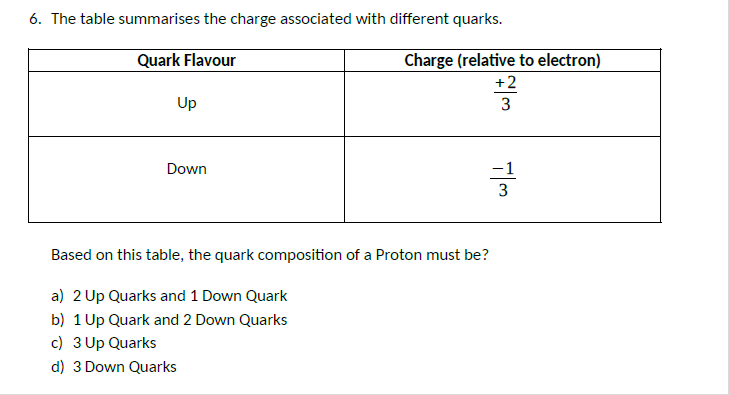 6. The table summarises the charge associated with different quarks.
Quark Flavour Charge (relative to electron)
Up +2/3
Down −1/3
Based on this table, the quark composition of a Proton must be?
a) 2 Up Quarks and 1 Down Quark
b) 1 Up Quark and 2 Down Quarks
c) 3 Up Quarks
d) 3 Down Quarks